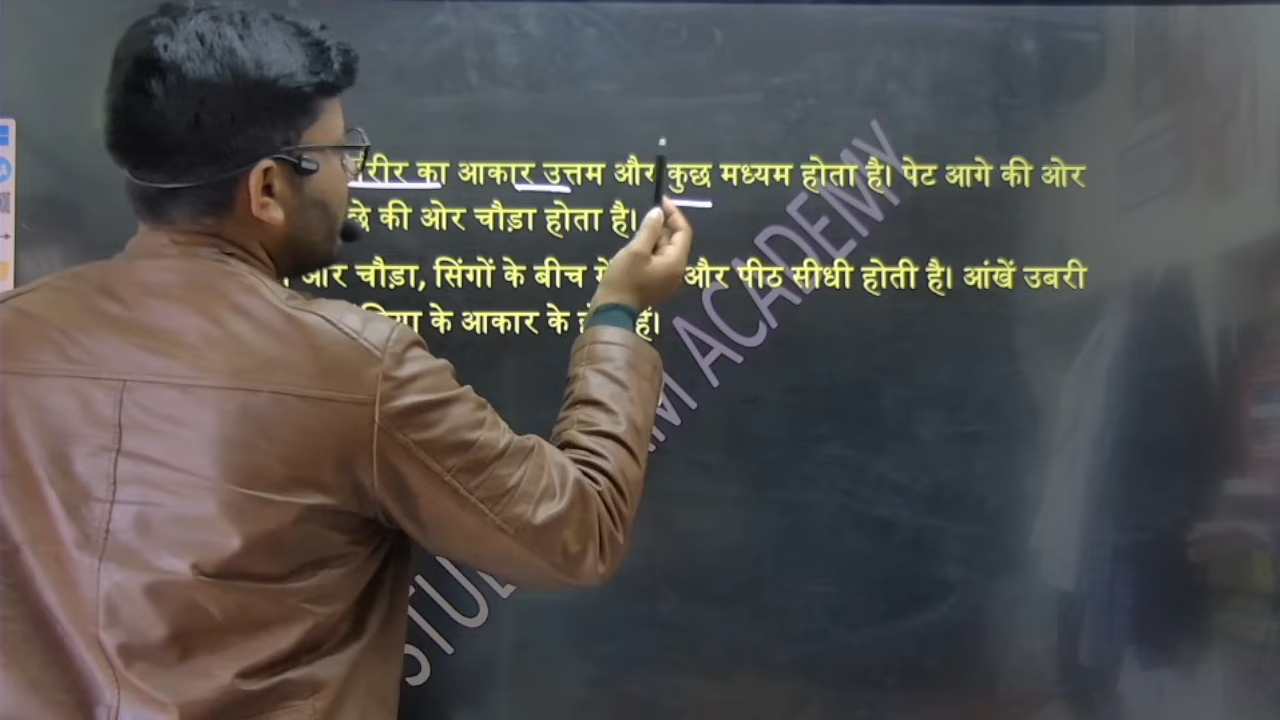 का आकार उत्तम और कुछ मध्यम होता है। पेट आगे की ओर
की ओर चौड़ा होता है।
और चौड़ा, सिंगों के बीच और पीठ सीधी होती है। आंखें उबरी
के आकार के हैं।
ACADEMY